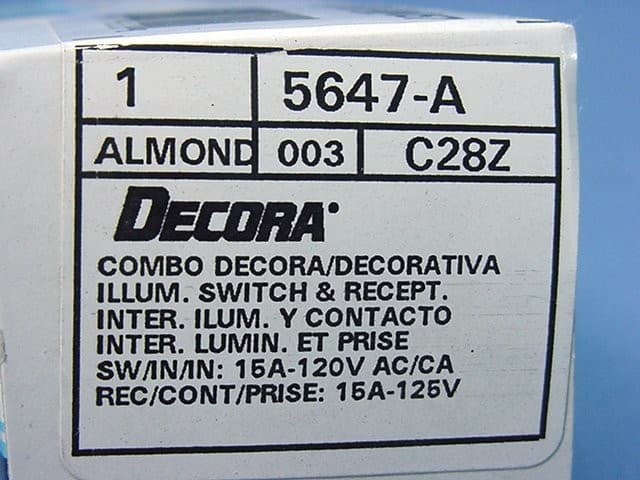 1 5647-A
ALMOND 003 C28Z
DECORA
COMBO DECORA/DECORATIVA
ILLUM. SWITCH & RECEPT.
INTER. ILUM. Y CONTACTO
INTER. LUMIN. ET PRISE
SW/IN/IN: 15A-120V AC/CA
REC/CONT/PRISE: 15A-125V